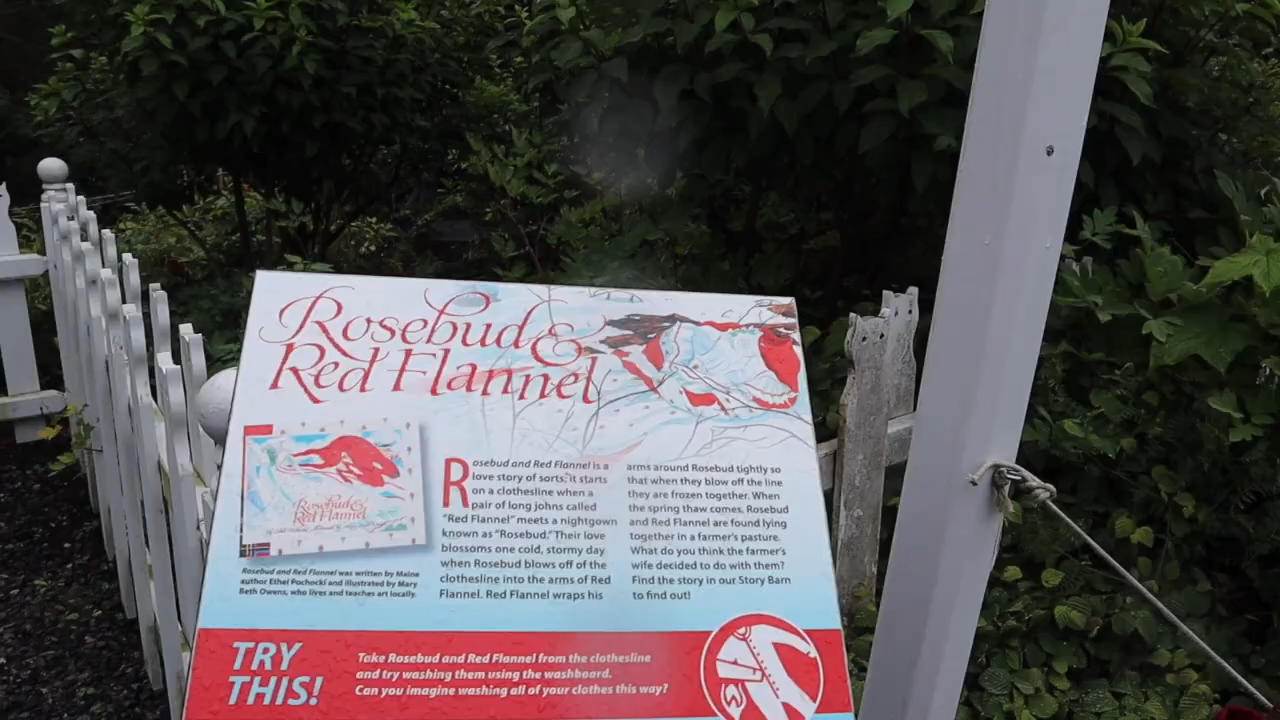 Rosebud &
Red Flannel
Rosebud &
Red Flannel
Rosebud and Red Flannel was written by Maine
author Ethel Pochocki and illustrated by Mary
Beth Owens, who lives and teaches art locally.
Rosebud and Red Flannel is a
love story of sorts; it starts
on a clothesline when a
pair of long johns called
"Red Flannel" meets a nightgown
known as "Rosebud." Their love
blossoms one cold, stormy day
when Rosebud blows off of the
clothesline into the arms of Red
Flannel. Red Flannel wraps his
arms around Rosebud tightly so
that when they blow off the line
they are frozen together. When
the spring thaw comes, Rosebud
and Red Flannel are found lying
together in a farmer's pasture.
What do you think the farmer's
wife decided to do with them?
Find the story in our Story Barn
to find out!
TRY
THIS!
Take Rosebud and Red Flannel from the clothesline
and try washing them using the washboard.
Can you imagine washing all of your clothes this way?